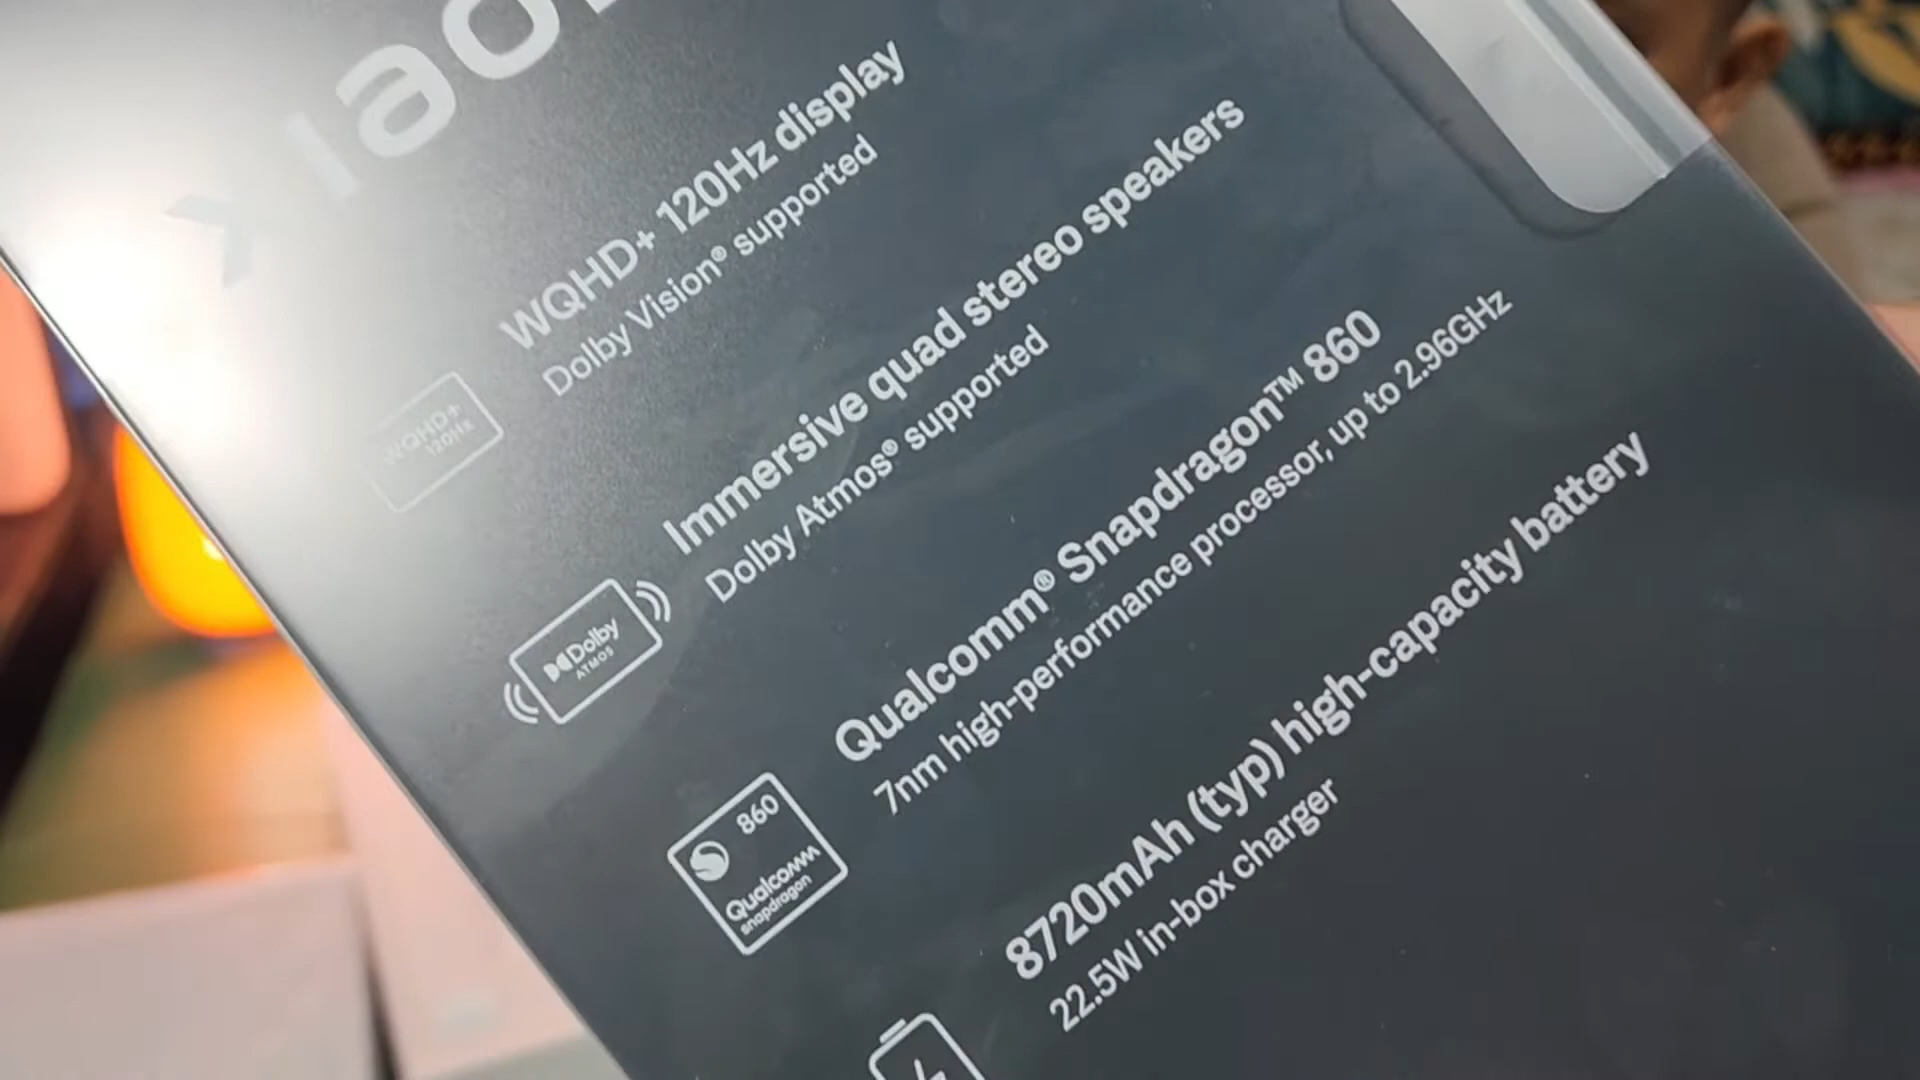 xiao
WQHD+ 120Hz display
Dolby Vision® supported
WQHD+
120Hz
Immersive quad stereo speakers
Dolby Atmos® supported
Dolby
ATMOS
Qualcomm® Snapdragon™ 860
7nm high-performance processor, up to 2.96GHz
860
Qualcomm
snapdragon
8720mAh (typ) high-capacity battery
22.5W in-box charger